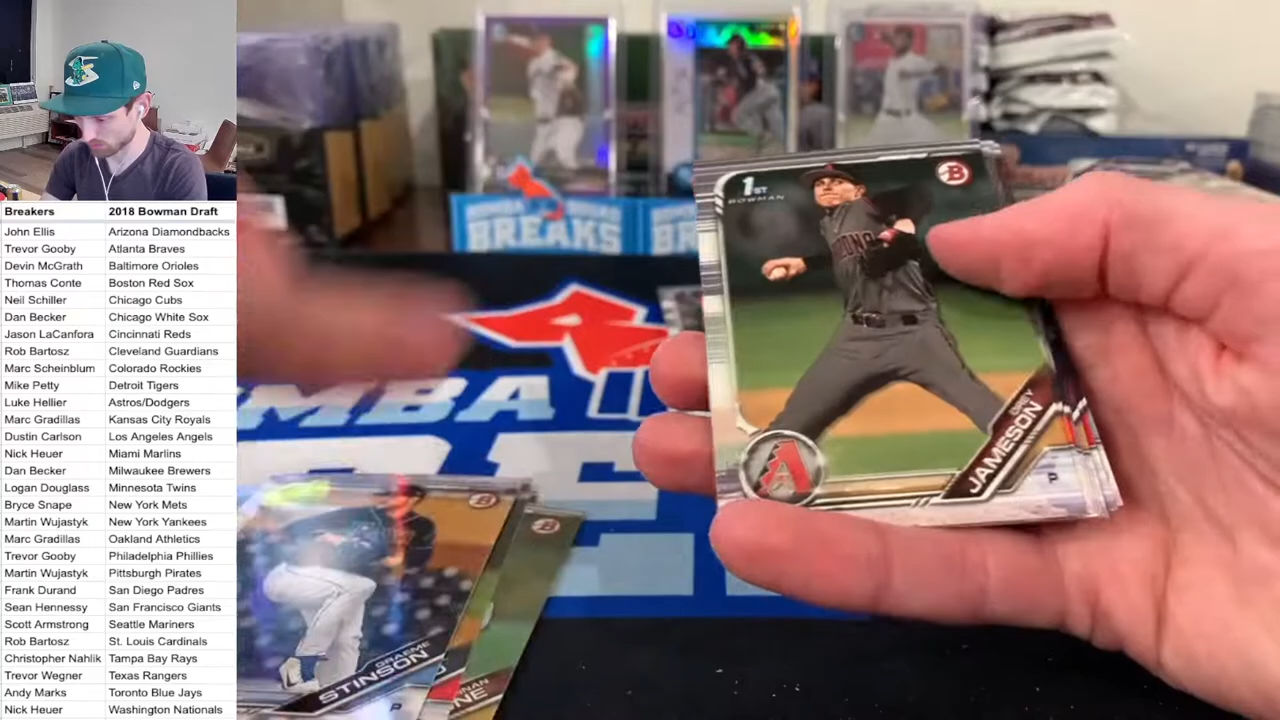 Breakers 2018 Bowman Draft
John Ellis Arizona Diamondbacks
Trevor Gooby Atlanta Braves
Devin McGrath Baltimore Orioles
Thomas Conte Boston Red Sox
Neil Schiller Chicago Cubs
Dan Becker Chicago White Sox
Jason LaCanfora Cincinnati Reds
Rob Bartosz Cleveland Guardians
Marc Scheinblum Colorado Rockies
Mike Petty Detroit Tigers
Luke Hellier Astros/Dodgers
Marc Gradillas Kansas City Royals
Dustin Carlson Los Angeles Angels
Nick Heuer Miami Marlins
Dan Becker Milwaukee Brewers
Logan Douglass Minnesota Twins
Bryce Snape New York Mets
Martin Wujastyk New York Yankees
Marc Gradillas Oakland Athletics
Trevor Gooby Philadelphia Phillies
Martin Wujastyk Pittsburgh Pirates
Frank Durand San Diego Padres
Sean Hennessy San Francisco Giants
Scott Armstrong Seattle Mariners
Rob Bartosz St. Louis Cardinals
Christopher Nahlik Tampa Bay Rays
Trevor Wegner Texas Rangers
Andy Marks Toronto Blue Jays
Nick Heuer Washington Nationals
BREAKS
BR
1ST
BOWMAN
B
JAMESON
P
A
MBA
B
B
GRAEME
STINSON
P
NAN
NE